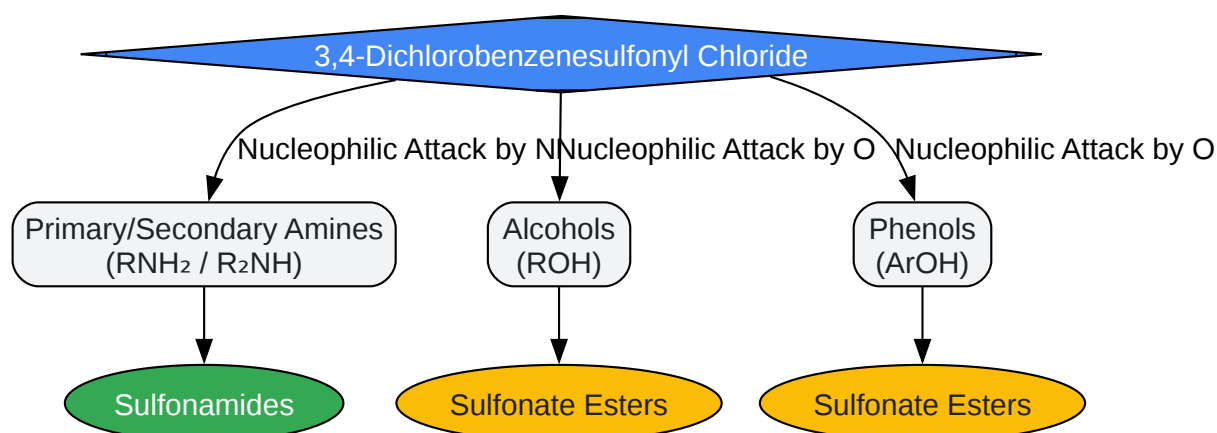 3,4-Dichlorobenzenesulfonyl Chloride
Nucleophilic Attack by N
Nucleophilic Attack by O
Nucleophilic Attack by O
Primary/Secondary Amines
(RNH₂ / R₂NH)
Alcohols
(ROH)
Phenols
(ArOH)
Sulfonamides
Sulfonate Esters
Sulfonate Esters